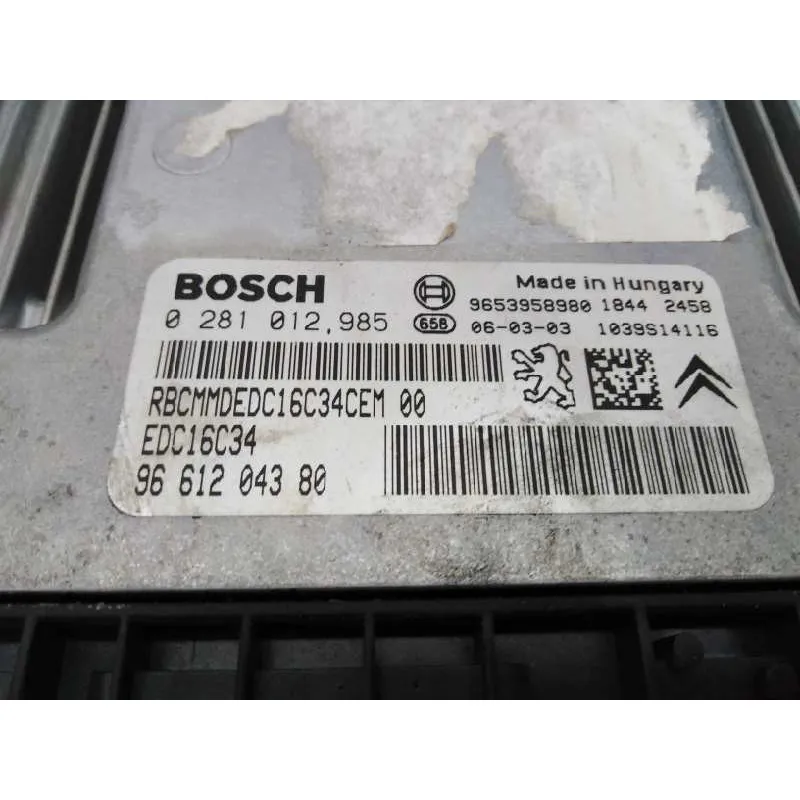 BOSCH
Made in Hungary
9653958980 1844 2458
0 281 012,985
658
06-03-03 1039S14116
RBCMMDEDC16C34CEM 00
EDC16C34
96 612 043 80